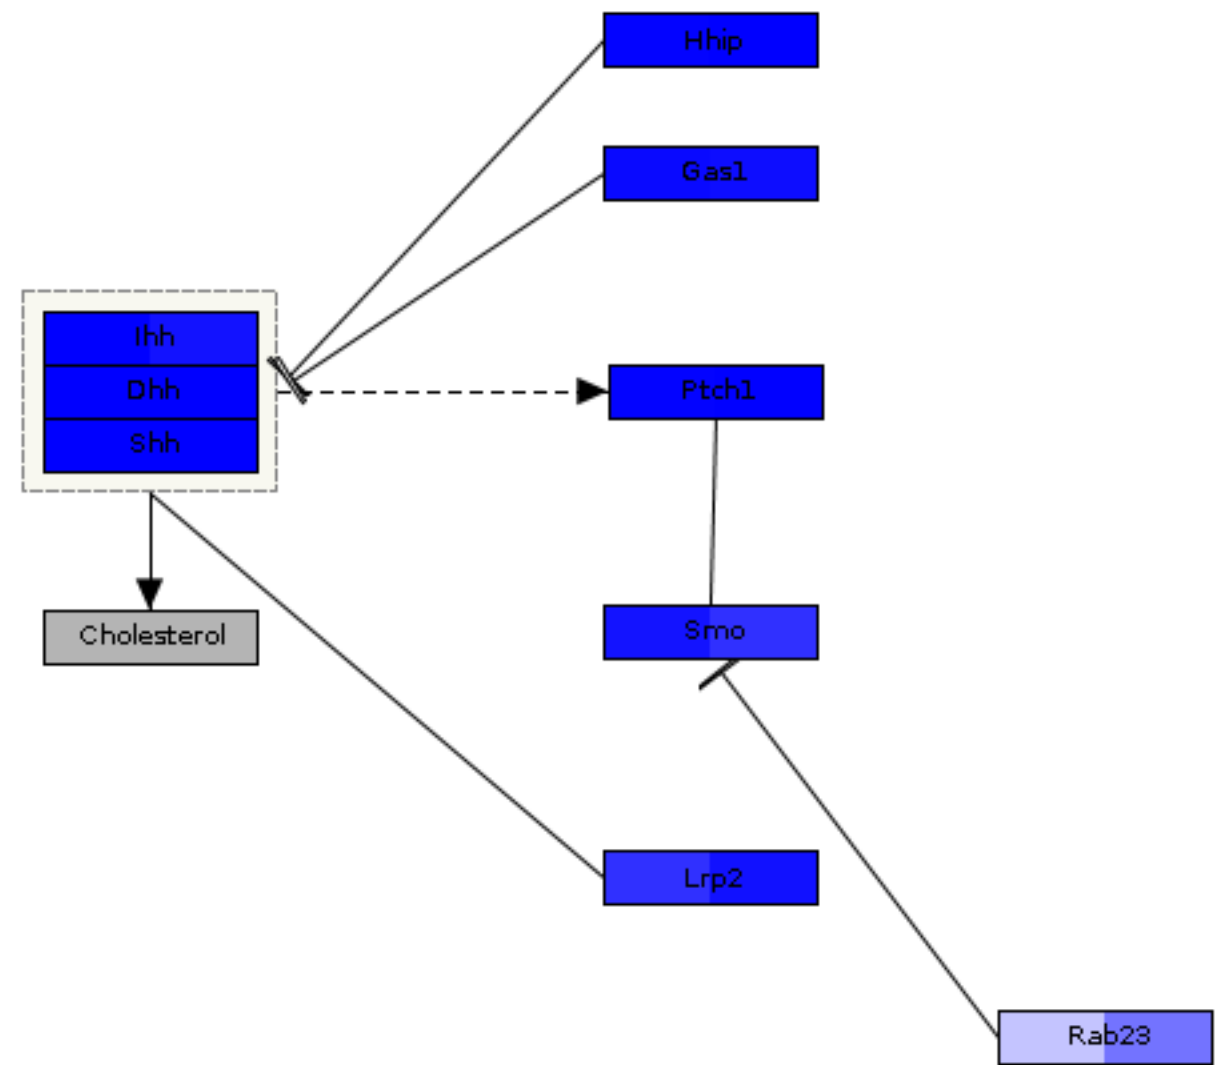 Hhip
Gas1
Ihh
Dhh
Shh
Ptch1
Cholesterol
Smo
Lrp2
Rab23